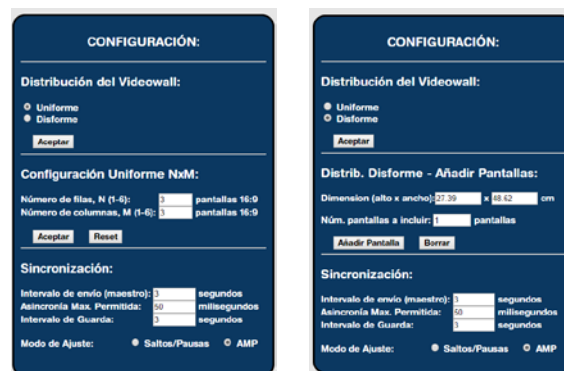 CONFIGURACIÓN:
Distribución del Videowall:
Uniforme
Disforme
Aceptar
Configuración Uniforme NxM:
Número de filas, N (1-6): 3 pantallas 16:9
Número de columnas, M (1-6): 3 pantallas 16:9
Aceptar Reset
Sincronización:
Intervalo de envío (maestro): 3 segundos
Asincronía Max. Permitida: 50 milisegundos
Intervalo de Guarda: 3 segundos
Modo de Ajuste: Saltos/Pausas AMP
CONFIGURACIÓN:
Distribución del Videowall:
Uniforme
Disforme
Aceptar
Distrib. Disforme - Añadir Pantallas:
Dimension (alto x ancho): 27.39 x 48.62 cm
Núm. pantallas a incluir: 1 pantallas
Añadir Pantalla Borrar
Sincronización:
Intervalo de envío (maestro): 3 segundos
Asincronía Max. Permitida: 50 milisegundos
Intervalo de Guarda: 3 segundos
Modo de Ajuste: Saltos/Pausas AMP